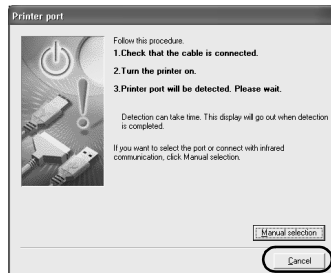 Printer port
Follow this procedure.
1.Check that the cable is connected.
2.Turn the printer on.
3.Printer port will be detected. Please wait.
Detection can take time. This display will go out when detection
is completed.
If you want to select the port or connect with infrared
communication, click Manual selection.
Manual selection
Cancel